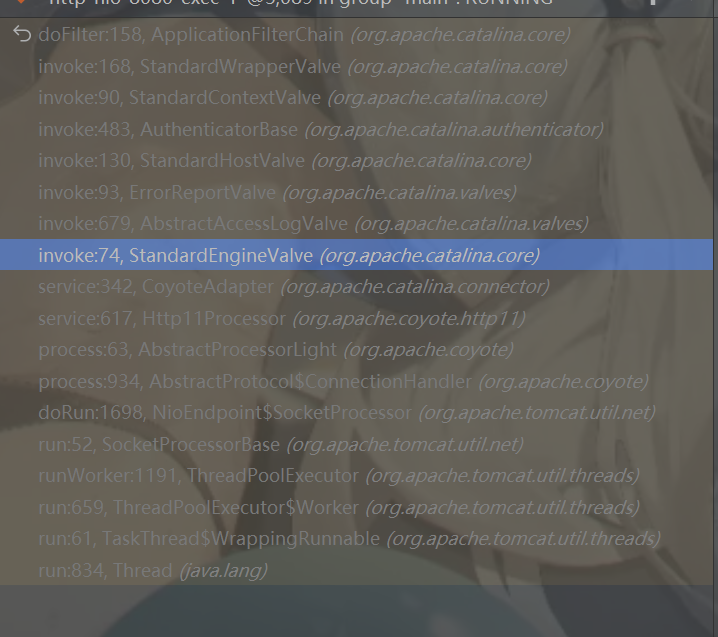 "http-nio-8080-exec-1"@5,089 in group "main": RUNNING
doFilter:158, ApplicationFilterChain (org.apache.catalina.core)
invoke:168, StandardWrapperValve (org.apache.catalina.core)
invoke:90, StandardContextValve (org.apache.catalina.core)
invoke:483, AuthenticatorBase (org.apache.catalina.authenticator)
invoke:130, StandardHostValve (org.apache.catalina.core)
invoke:93, ErrorReportValve (org.apache.catalina.valves)
invoke:679, AbstractAccessLogValve (org.apache.catalina.valves)
invoke:74, StandardEngineValve (org.apache.catalina.core)
service:342, CoyoteAdapter (org.apache.catalina.connector)
service:617, Http11Processor (org.apache.coyote.http11)
process:63, AbstractProcessorLight (org.apache.coyote)
process:934, AbstractProtocol$ConnectionHandler (org.apache.coyote)
doRun:1698, NioEndpoint$SocketProcessor (org.apache.tomcat.util.net)
run:52, SocketProcessorBase (org.apache.tomcat.util.net)
runWorker:1191, ThreadPoolExecutor (org.apache.tomcat.util.threads)
run:659, ThreadPoolExecutor$Worker (org.apache.tomcat.util.threads)
run:61, TaskThread$WrappingRunnable (org.apache.tomcat.util.threads)
run:834, Thread (java.lang)